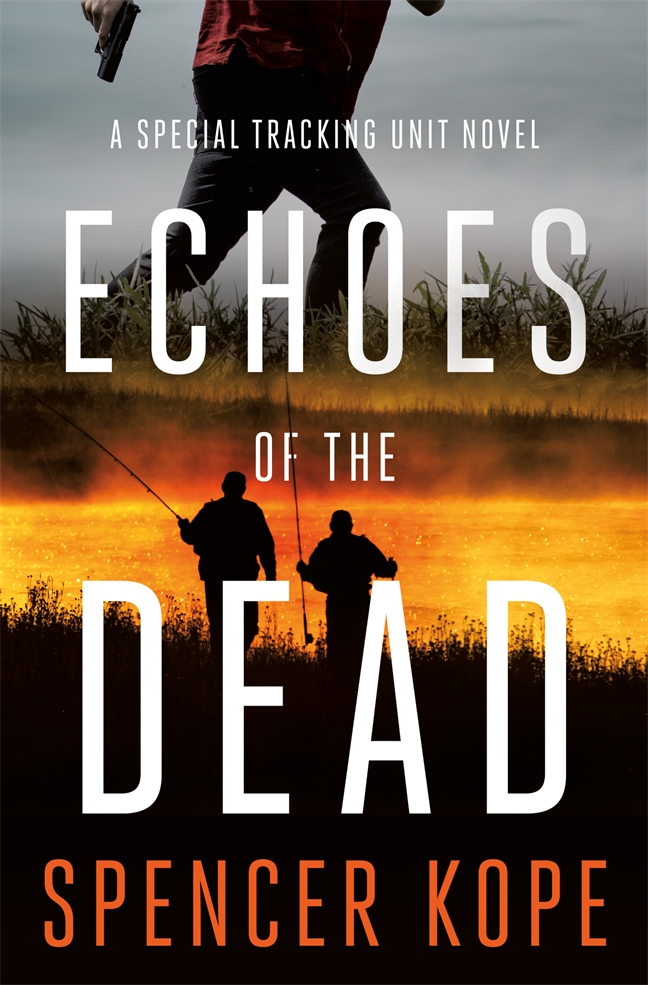 A SPECIAL TRACKING UNIT NOVEL
ECHOES
OF THE
DEAD
SPENCER KOPE